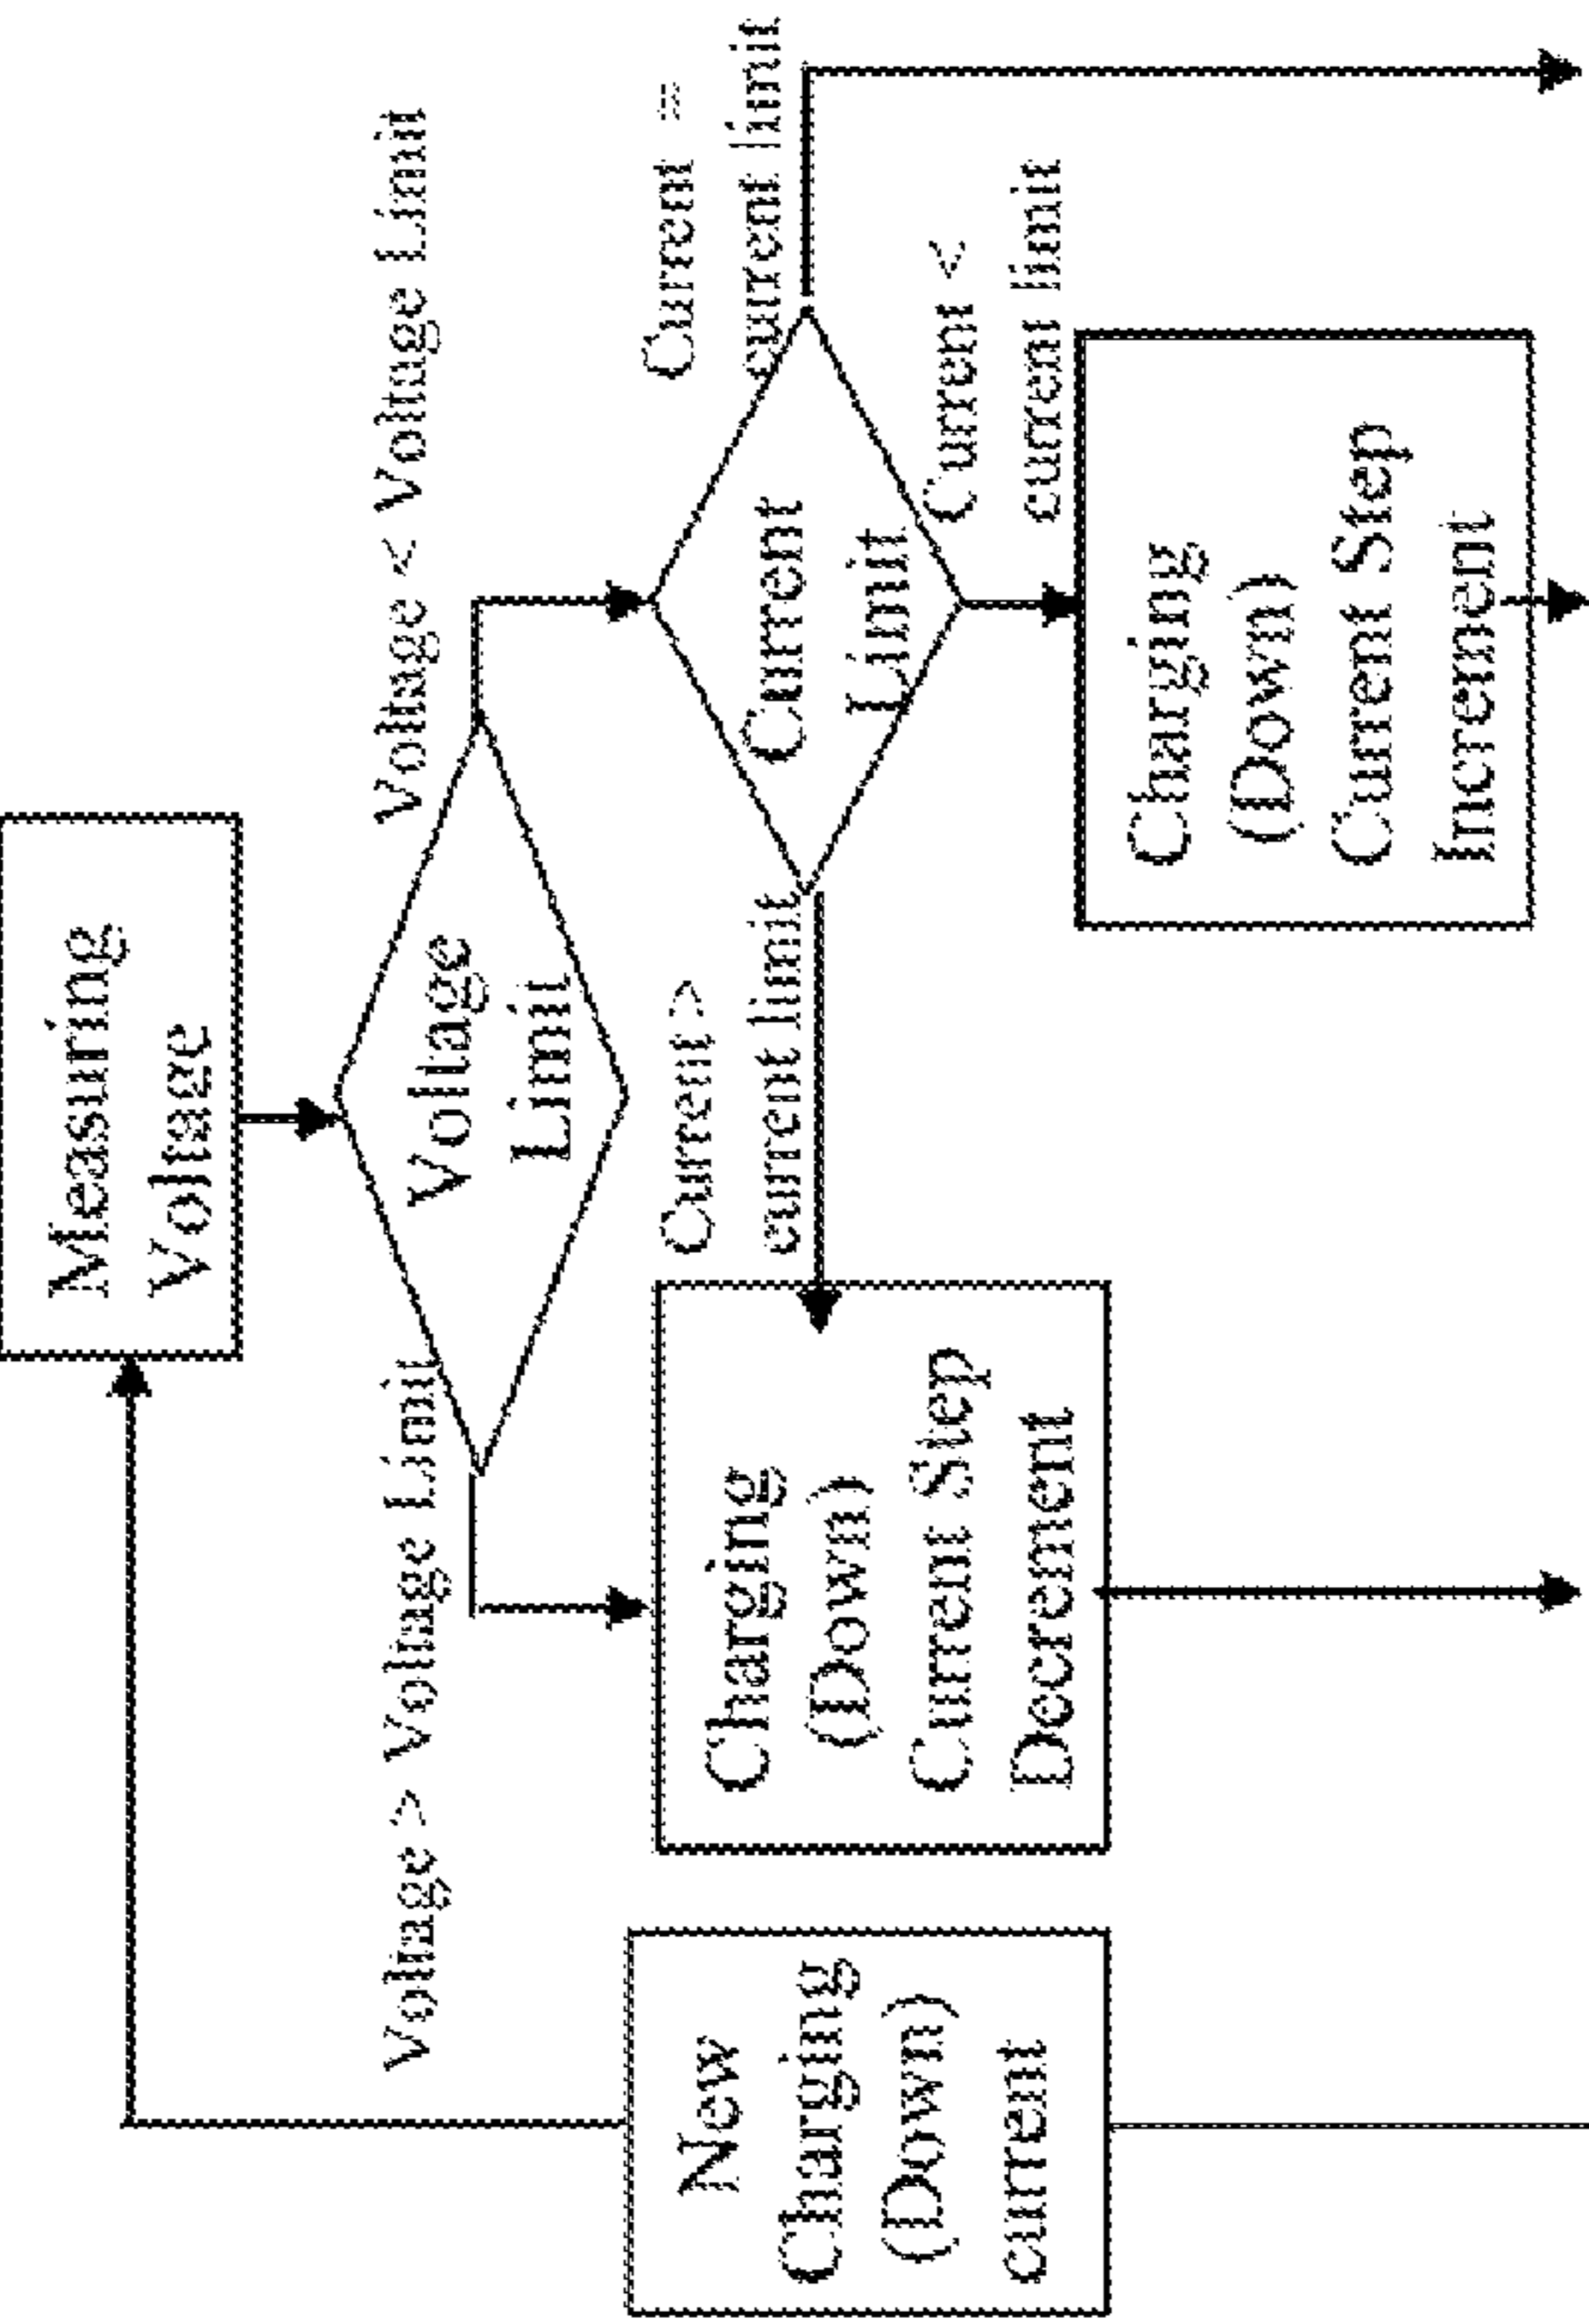 Measuring
Voltage
Voltage > Voltage Limit
Voltage < Voltage Limit
Voltage
Limit
Current >
current limit
Current =
current limit
Current
Limit
Current <
current limit
New
Charging
(Down)
current
Charging
(Down)
Current Step
Decrement
Charging
(Down)
Current Step
Increment